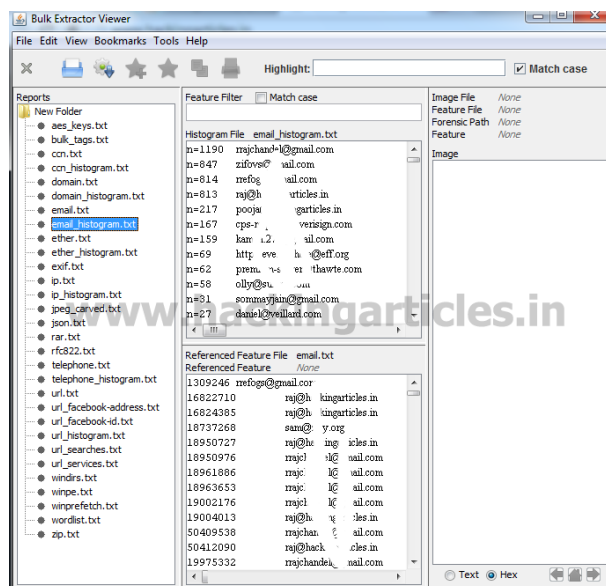 Bulk Extractor Viewer
File Edit View Bookmarks Tools Help
Highlight: Match case
Reports
New Folder
aes_keys.txt
bulk_tags.txt
ccn.txt
ccn_histogram.txt
domain.txt
domain_histogram.txt
email.txt
email_histogram.txt
ether.txt
ether_histogram.txt
exif.txt
ip.txt
ip_histogram.txt
jpeg_carved.txt
json.txt
rar.txt
rfc822.txt
telephone.txt
telephone_histogram.txt
url.txt
url_facebook-address.txt
url_facebook-id.txt
url_histogram.txt
url_searches.txt
url_services.txt
windirs.txt
winpe.txt
winprefetch.txt
wordlist.txt
zip.txt
Feature Filter Match case
Histogram File email_histogram.txt
n=1190
n=847
n=814
n=813
n=217
n=167
n=159
n=69
n=62
n=58
n=31 sommayjain@gmail.com
n=27 daniel@veillard.com
Referenced Feature File email.txt
Referenced Feature None
1309246
16822710
16824385
18737268
18950727
18950976
18961886
18963653
19002176
19004013
50409538
50412090
19975332
Image File None
Feature File None
Forensic Path None
Feature None
Image
Text Hex
www.hackingarticles.in